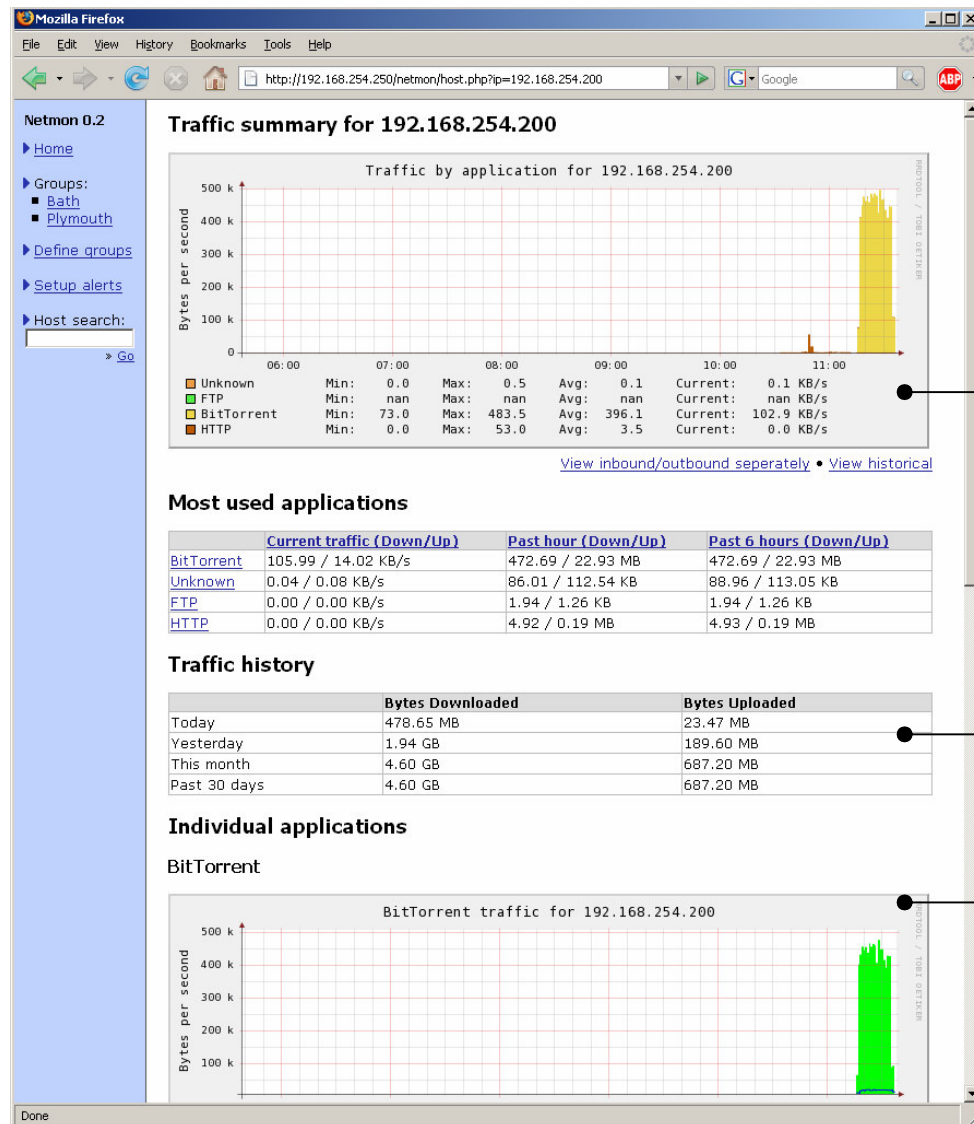 Mozilla Firefox
File Edit View History Bookmarks Tools Help
http://192.168.254.250/netmon/host.php?ip=192.168.254.200 G Google ABP
Netmon 0.2
Home
Groups:
Bath
Plymouth
Define groups
Setup alerts
Host search:
» Go
Traffic summary for 192.168.254.200
Traffic by application for 192.168.254.200
RRDTOOL / TOBI OETIKER
Bytes per second
500 k
400 k
300 k
200 k
100 k
0
06:00 07:00 08:00 09:00 10:00 11:00
Unknown Min: 0.0 Max: 0.5 Avg: 0.1 Current: 0.1 KB/s
FTP Min: nan Max: nan Avg: nan Current: nan KB/s
BitTorrent Min: 73.0 Max: 483.5 Avg: 396.1 Current: 102.9 KB/s
HTTP Min: 0.0 Max: 53.0 Avg: 3.5 Current: 0.0 KB/s
View inbound/outbound seperately • View historical
Most used applications
Current traffic (Down/Up) Past hour (Down/Up) Past 6 hours (Down/Up)
BitTorrent 105.99 / 14.02 KB/s 472.69 / 22.93 MB 472.69 / 22.93 MB
Unknown 0.04 / 0.08 KB/s 86.01 / 112.54 KB 88.96 / 113.05 KB
FTP 0.00 / 0.00 KB/s 1.94 / 1.26 KB 1.94 / 1.26 KB
HTTP 0.00 / 0.00 KB/s 4.92 / 0.19 MB 4.93 / 0.19 MB
Traffic history
Bytes Downloaded Bytes Uploaded
Today 478.65 MB 23.47 MB
Yesterday 1.94 GB 189.60 MB
This month 4.60 GB 687.20 MB
Past 30 days 4.60 GB 687.20 MB
Individual applications
BitTorrent
BitTorrent traffic for 192.168.254.200
RRDTOOL / TOBI OETIKER
Bytes per second
500 k
400 k
300 k
200 k
100 k
Done